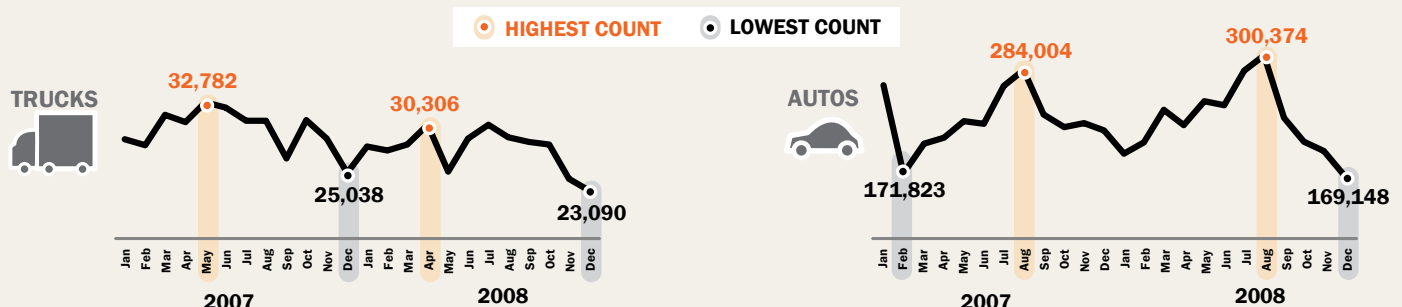 HIGHEST COUNT LOWEST COUNT
TRUCKS
32,782
30,306
25,038
23,090
Jan Feb Mar Apr May Jun Jul Aug Sep Oct Nov Dec Jan Feb Mar Apr May Jun Jul Aug Sep Oct Nov Dec
2007 2008
AUTOS
284,004
300,374
171,823
169,148
Jan Feb Mar Apr May Jun Jul Aug Sep Oct Nov Dec Jan Feb Mar Apr May Jun Jul Aug Sep Oct Nov Dec
2007 2008